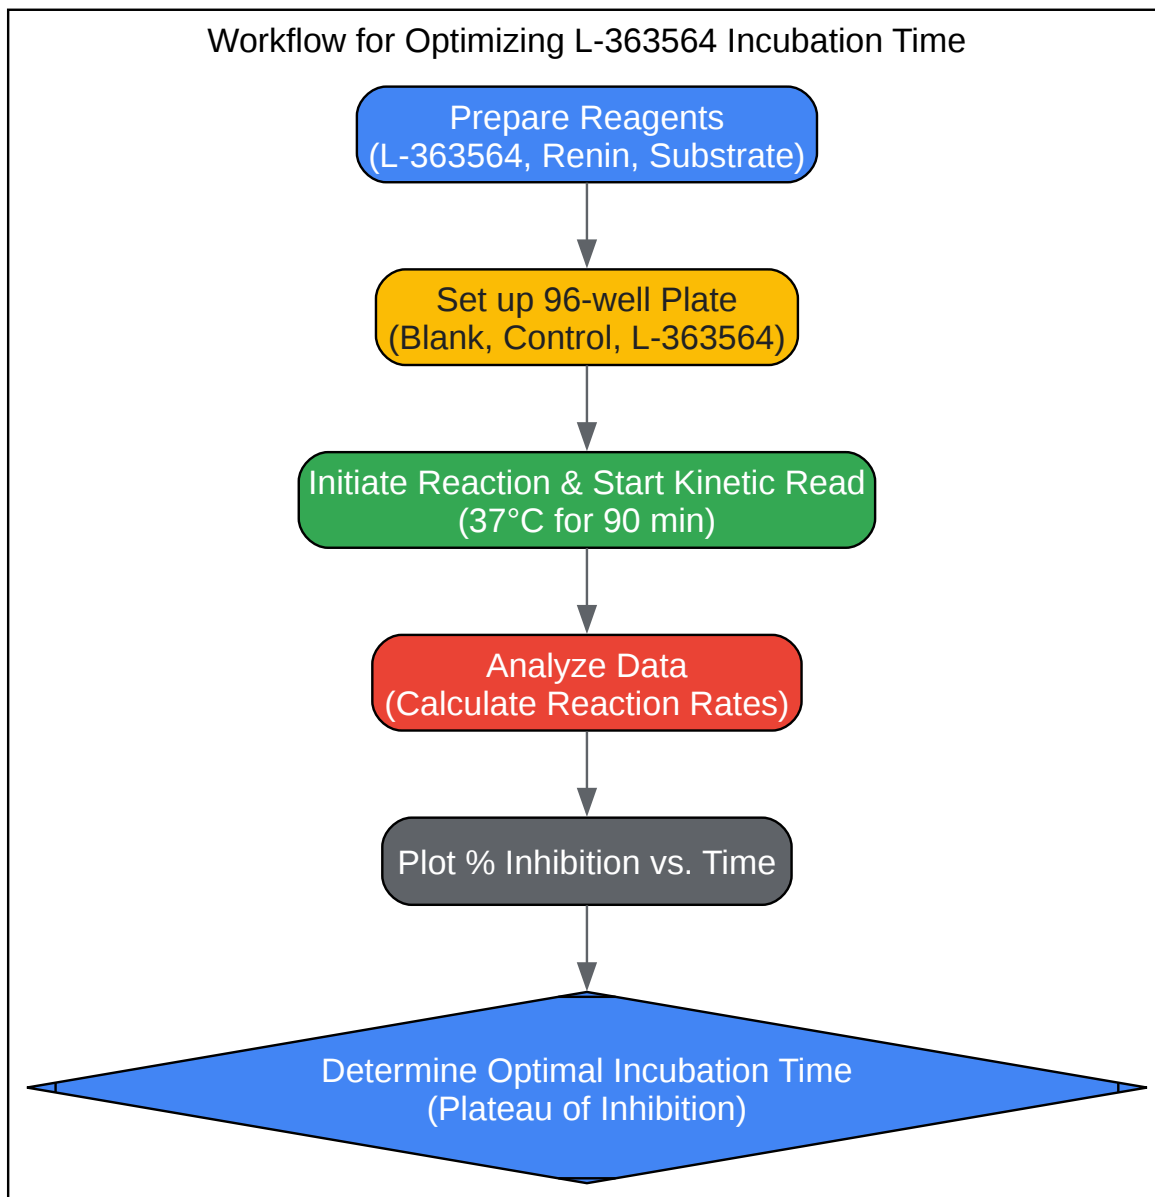 Workflow for Optimizing L-363564 Incubation Time
Prepare Reagents
(L-363564, Renin, Substrate)
Set up 96-well Plate
(Blank, Control, L-363564)
Initiate Reaction & Start Kinetic Read
(37°C for 90 min)
Analyze Data
(Calculate Reaction Rates)
Plot % Inhibition vs. Time
Determine Optimal Incubation Time
(Plateau of Inhibition)